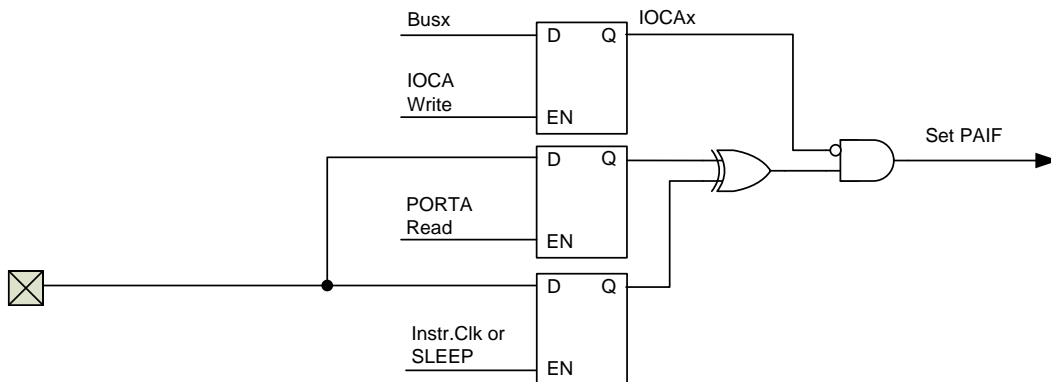 Busx
IOCAx
D Q
IOCA
Write
EN
Set PAIF
D Q
PORTA
Read
EN
D Q
Instr.Clk or
SLEEP
EN